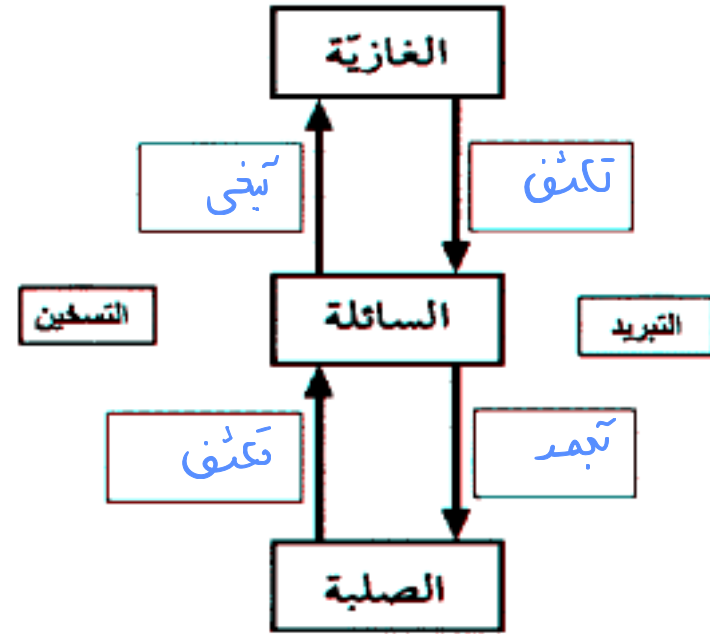 الغازيّة
تكثف
تبخر
التبريد
السائلة
التسخين
تجمد
تكثف
الصلبة